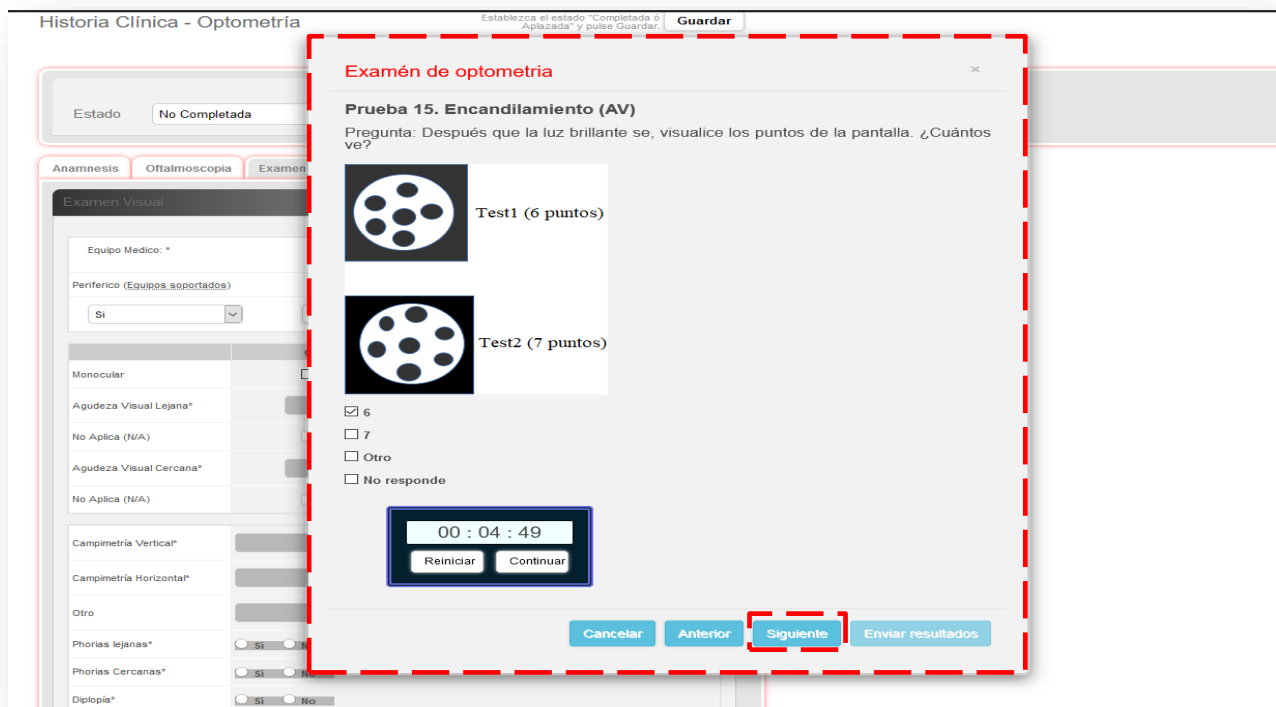 Historia Clínica - Optometría
Establezca el estado "Completada ó
Aplazada" y pulse Guardar.
Guardar
Estado
No Completada
Anamnesis
Oftalmoscopia
Examen
Examen Visual
Equipo Medico: *
Periferico (Equipos soportados)
Si
Monocular
Agudeza Visual Lejana*
No Aplica (N/A)
Agudeza Visual Cercana*
No Aplica (N/A)
Campimetría Vertical*
Campimetría Horizontal*
Otro
Phorias lejanas*
Si
Phorias Cercanas*
Si No
Diplopía*
Si No
Examén de optometria
×
Prueba 15. Encandilamiento (AV)
Pregunta: Después que la luz brillante se, visualice los puntos de la pantalla. ¿Cuántos
ve?
Test1 (6 puntos)
Test2 (7 puntos)
6
7
Otro
No responde
00 : 04 : 49
Reiniciar Continuar
Cancelar Anterior Siguiente Enviar resultados